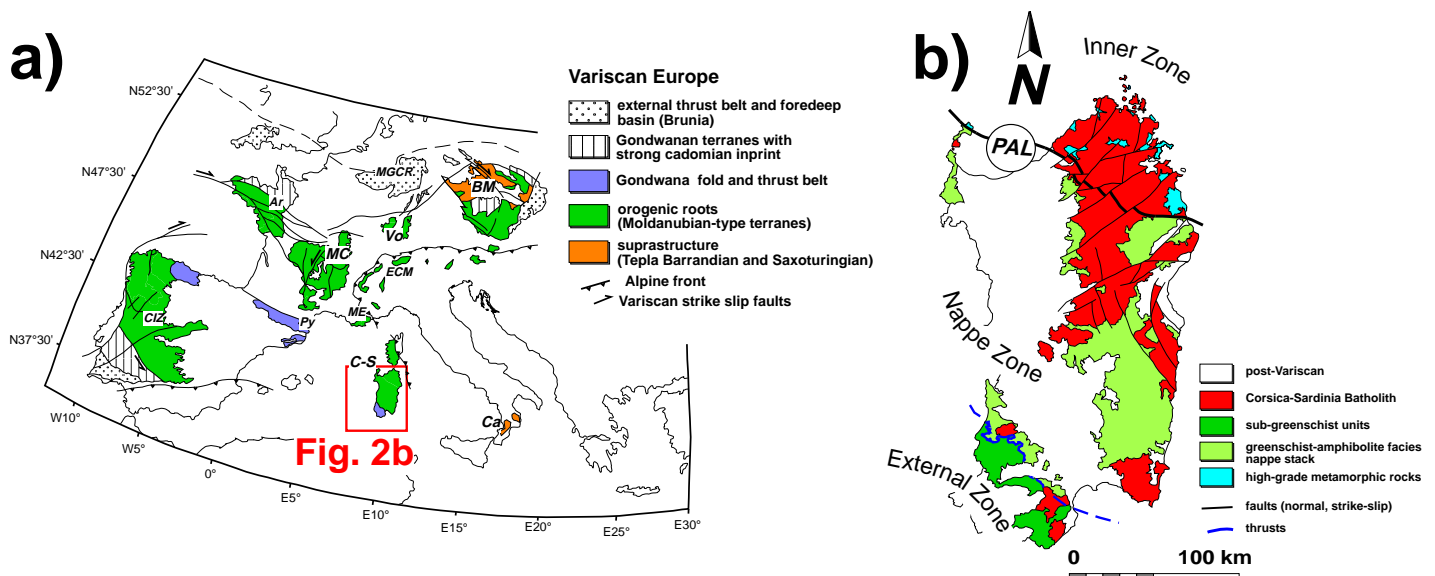 a)
N52°30'
N47°30'
N42°30'
N37°30'
W10°
W5°
0°
E5°
E10°
E15°
E20°
E25°
E30°
MGCR
BM
Ar
Vo
MC
ECM
CIZ
Py
ME
C-S
Ca
Fig. 2b
Variscan Europe
external thrust belt and foredeep
basin (Brunia)
Gondwanan terranes with
strong cadomian inprint
Gondwana fold and thrust belt
orogenic roots
(Moldanubian-type terranes)
suprastructure
(Tepla Barrandian and Saxoturingian)
Alpine front
Variscan strike slip faults
b)
N
Inner Zone
PAL
Nappe Zone
External Zone
post-Variscan
Corsica-Sardinia Batholith
sub-greenschist units
greenschist-amphibolite facies
nappe stack
high-grade metamorphic rocks
faults (normal, strike-slip)
thrusts
0 100 km